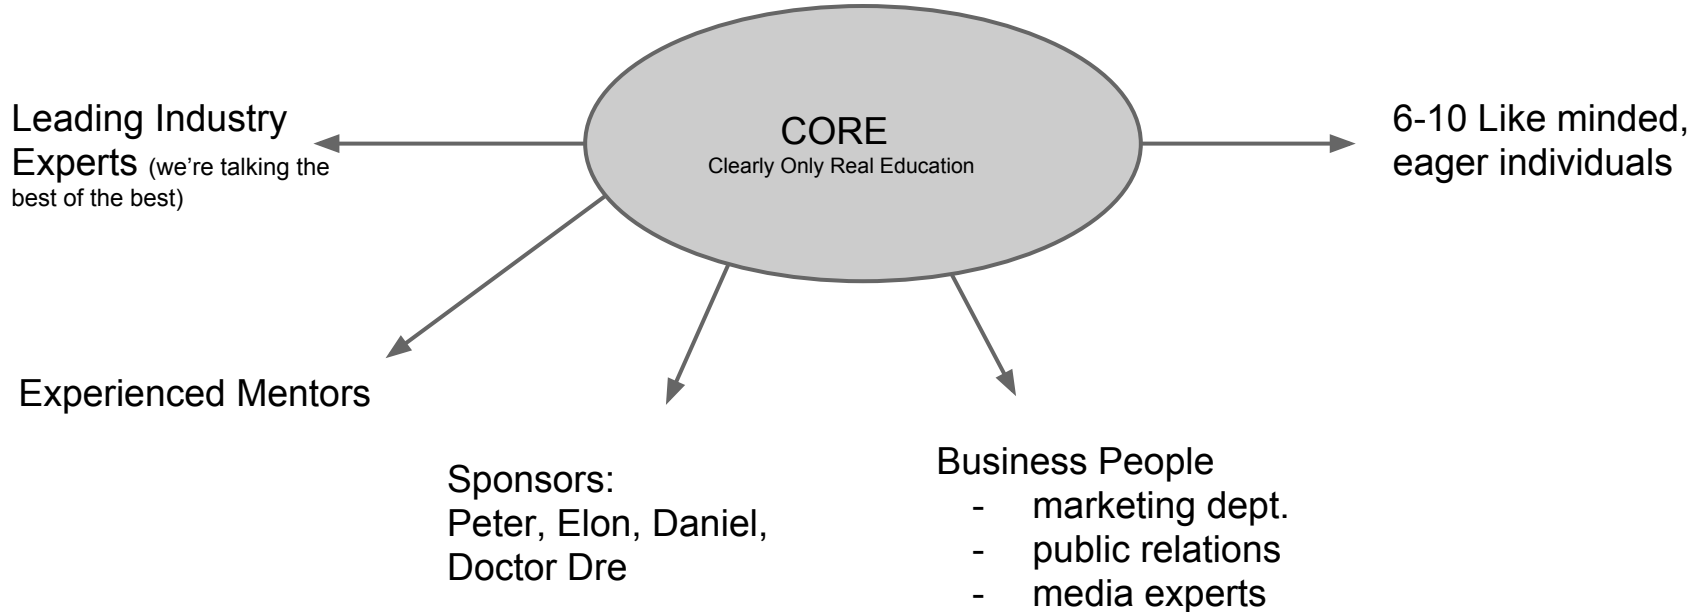 CORE
Clearly Only Real Education
Leading Industry
Experts (we’re talking the
best of the best)
6-10 Like minded,
eager individuals
Experienced Mentors
Sponsors:
Peter, Elon, Daniel,
Doctor Dre
Business People
- marketing dept.
- public relations
- media experts